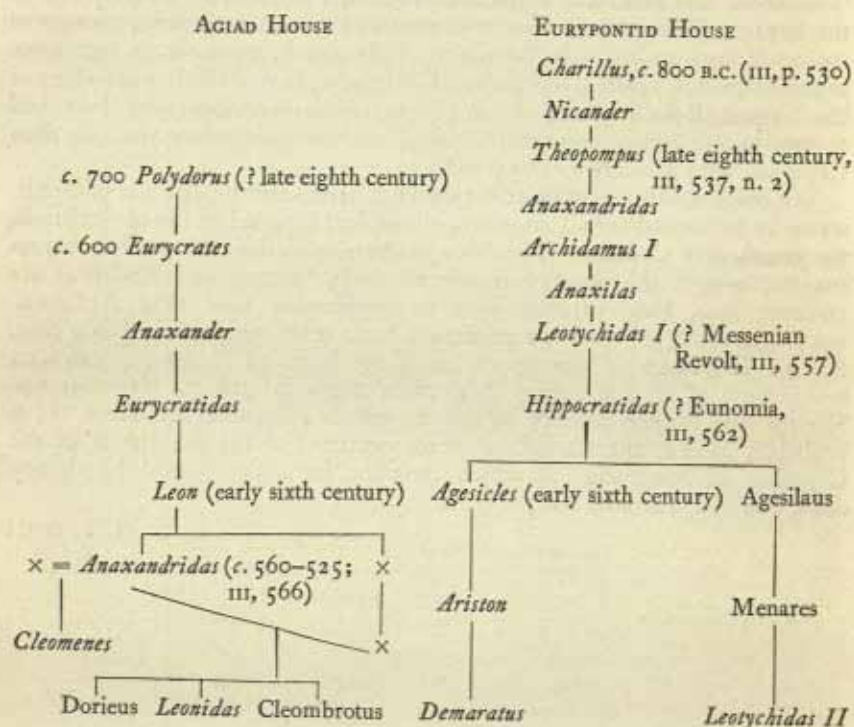 AGIAD HOUSE
c. 700 Polydorus (? late eighth century)
c. 600 Eurycrates
Anaxander
Eurycratidas
Leon (early sixth century)
× = Anaxandridas (c. 560–525; ×
III, 566)
Cleomenes ×
Dorieus Leonidas Cleombrotus
EURYPONTID HOUSE
Charillus, c. 800 B.C. (III, p. 530)
Nicander
Theopompus (late eighth century,
III, 537, n. 2)
Anaxandridas
Archidamus I
Anaxilas
Leotychidas I (? Messenian
Revolt, III, 557)
Hippocratidas (? Eunomia,
III, 562)
Agesicles (early sixth century) Agesilaus
Ariston Menares
Demaratus Leotychidas II